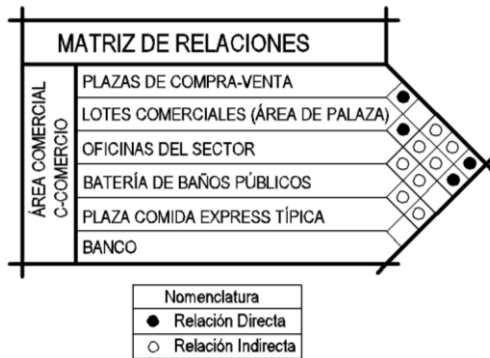 MATRIZ DE RELACIONES
ÁREA COMERCIAL
C-COMERCIO
PLAZAS DE COMPRA-VENTA
LOTES COMERCIALES (ÁREA DE PALAZA)
OFICINAS DEL SECTOR
BATERÍA DE BAÑOS PÚBLICOS
PLAZA COMIDA EXPRESS TÍPICA
BANCO
Nomenclatura
Relación Directa
Relación Indirecta